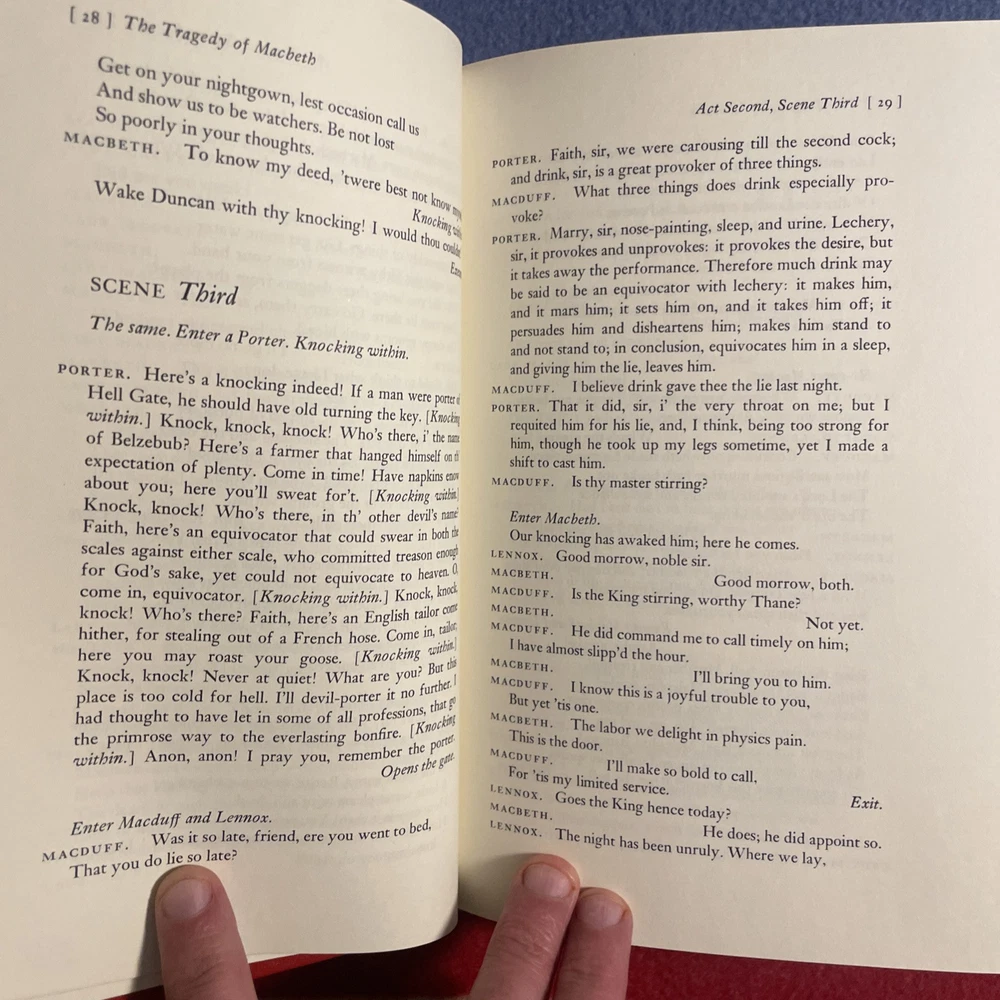 [ 28 ] The Tragedy of Macbeth
Get on your nightgown, lest occasion call us
And show us to be watchers. Be not lost
So poorly in your thoughts.
MACBETH. To know my deed, 'twere best not know
Knocking
Wake Duncan with thy knocking! I would thou
SCENE Third
The same. Enter a Porter. Knocking within.
PORTER. Here's a knocking indeed! If a man were porter
Hell Gate, he should have old turning the key. [Knocking
within.] Knock, knock, knock! Who's there, i' the name
of Belzebub? Here's a farmer that hanged himself on
expectation of plenty. Come in time! Have napkins enow
about you; here you'll sweat for't. [Knocking within.]
Knock, knock! Who's there, in th' other devil's name?
Faith, here's an equivocator that could swear in both the
scales against either scale, who committed treason enough
for God's sake, yet could not equivocate to heaven. O,
come in, equivocator. [Knocking within.] Knock, knock,
knock! Who's there? Faith, here's an English tailor come
hither, for stealing out of a French hose. Come in, tailor;
here you may roast your goose. [Knocking within.]
Knock, knock! Never at quiet! What are you? But this
place is too cold for hell. I'll devil-porter it no further. I
had thought to have let in some of all professions, that go
the primrose way to the everlasting bonfire. [Knocking
within.] Anon, anon! I pray you, remember the porter.
Opens the gate.
Enter Macduff and Lennox.
MACDUFF. Was it so late, friend, ere you went to bed,
That you do lie so late?
Act Second, Scene Third [ 29 ]
PORTER. Faith, sir, we were carousing till the second cock;
and drink, sir, is a great provoker of three things.
MACDUFF. What three things does drink especially pro-
voke?
PORTER. Marry, sir, nose-painting, sleep, and urine. Lechery,
sir, it provokes and unprovokes: it provokes the desire, but
it takes away the performance. Therefore much drink may
be said to be an equivocator with lechery: it makes him,
and it mars him; it sets him on, and it takes him off; it
persuades him and disheartens him; makes him stand to
and not stand to; in conclusion, equivocates him in a sleep,
and giving him the lie, leaves him.
MACDUFF. I believe drink gave thee the lie last night.
PORTER. That it did, sir, i' the very throat on me; but I
requited him for his lie, and, I think, being too strong for
him, though he took up my legs sometime, yet I made a
shift to cast him.
MACDUFF. Is thy master stirring?
Enter Macbeth.
Our knocking has awaked him; here he comes.
LENNOX. Good morrow, noble sir.
MACBETH. Good morrow, both.
MACDUFF. Is the King stirring, worthy Thane?
MACBETH. Not yet.
MACDUFF. He did command me to call timely on him;
I have almost slipp'd the hour.
MACBETH. I'll bring you to him.
MACDUFF. I know this is a joyful trouble to you,
But yet 'tis one.
MACBETH. The labor we delight in physics pain.
This is the door.
MACDUFF. I'll make so bold to call,
For 'tis my limited service.
Exit.
LENNOX. Goes the King hence today?
MACBETH. He does; he did appoint so.
LENNOX. The night has been unruly. Where we lay,